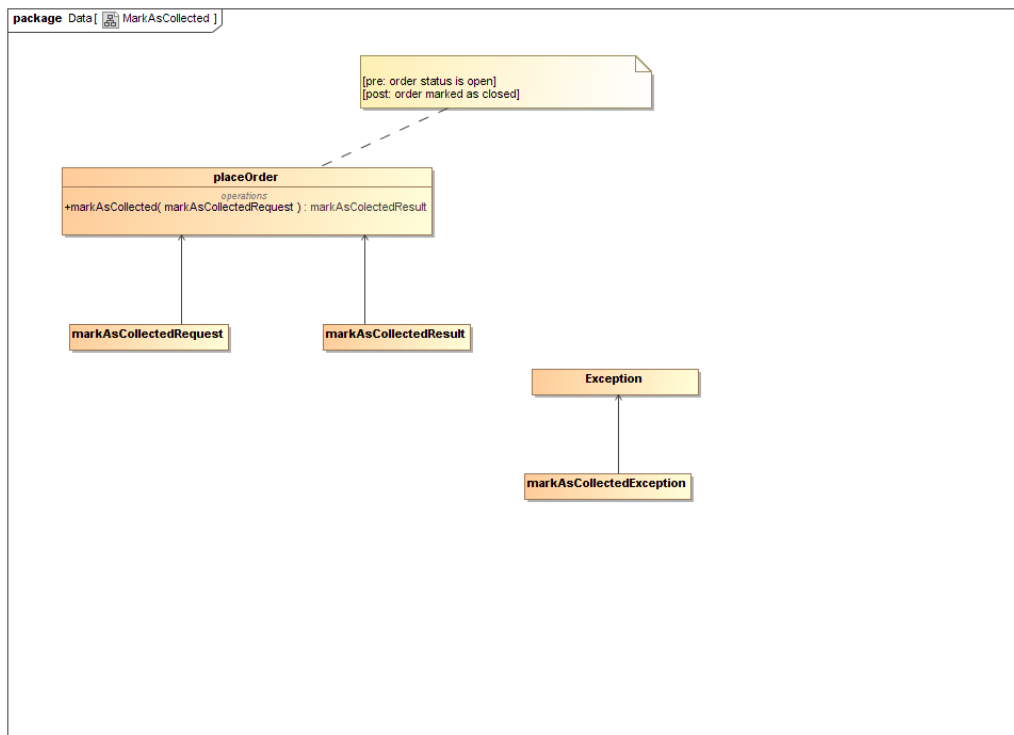 package Data[ MarkAsCollected ]
[pre: order status is open]
[post: order marked as closed]
placeOrder
operations
+markAsCollected( markAsCollectedRequest ) : markAsColectedResult
markAsCollectedRequest
markAsCollectedResult
Exception
markAsCollectedException